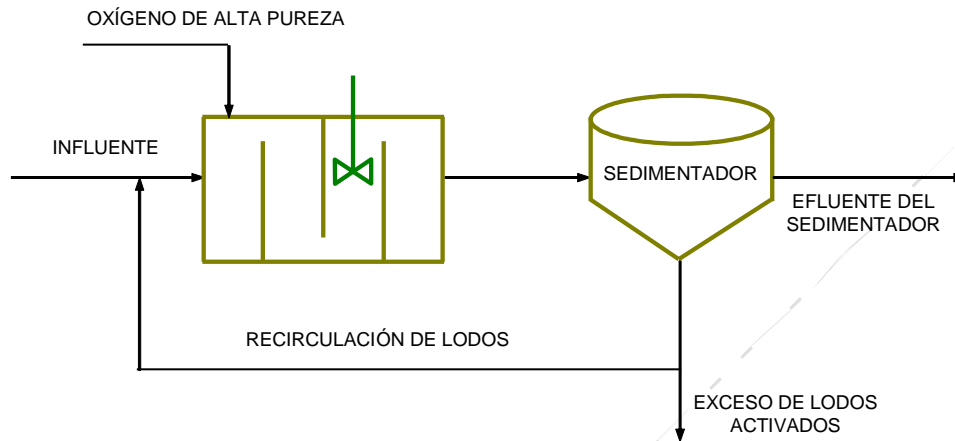 OXÍGENO DE ALTA PUREZA
INFLUENTE
SEDIMENTADOR
EFLUENTE DEL
SEDIMENTADOR
RECIRCULACIÓN DE LODOS
EXCESO DE LODOS
ACTIVADOS